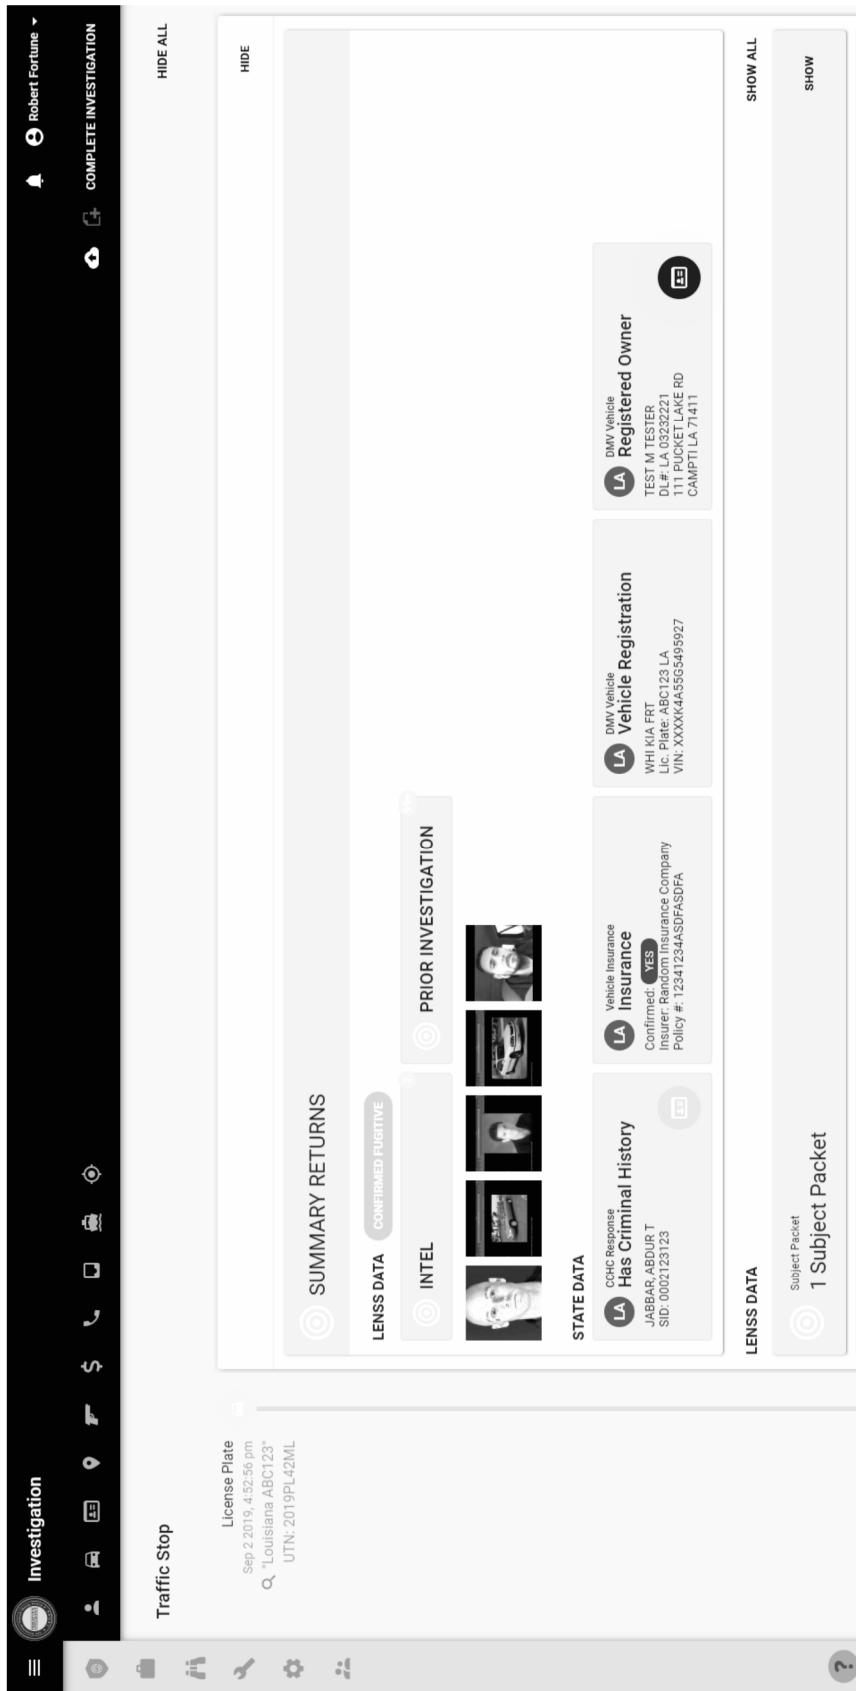 Investigation
Robert Fortune
COMPLETE INVESTIGATION
Traffic Stop
HIDE ALL
License Plate
Sep 2 2019, 4:52:56 pm
"Louisiana ABC123"
UTN: 2019PL42ML
HIDE
SUMMARY RETURNS
LENSS DATA
CONFIRMED FUGITIVE
INTEL
PRIOR INVESTIGATION
STATE DATA
LA
CCHC Response
Has Criminal History
JABBAR, ABDUR T
SID: 0002123123
LA
Vehicle Insurance
Insurance
Confirmed: YES
Insurer: Random Insurance Company
Policy #: 12341234ASDFASDFA
LA
DMV Vehicle
Vehicle Registration
WHI KIA FRT
Lic. Plate: ABC123 LA
VIN: XXXXK4A55G5495927
LA
DMV Vehicle
Registered Owner
TEST M TESTER
DL#: LA 03232221
111 PUCKET LAKE RD
CAMPTI LA 71411
LENSS DATA
SHOW ALL
Subject Packet
1 Subject Packet
SHOW
?